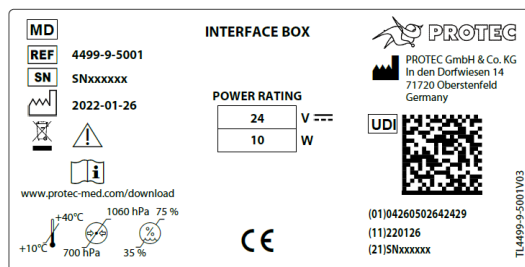 MD
INTERFACE BOX
PROTEC
REF 4499-9-5001
SN SNxxxxxx
2022-01-26
PROTEC GmbH & Co. KG
In den Dorfwiesen 14
71720 Oberstenfeld
Germany
POWER RATING
24 V
10 W
UDI
www.protec-med.com/download
+10°C +40°C
700 hPa 1060 hPa
% 35 % 75 %
CE
(01)04260502642429
(11)220126
(21)SNxxxxxx
TL4499-9-5001V03